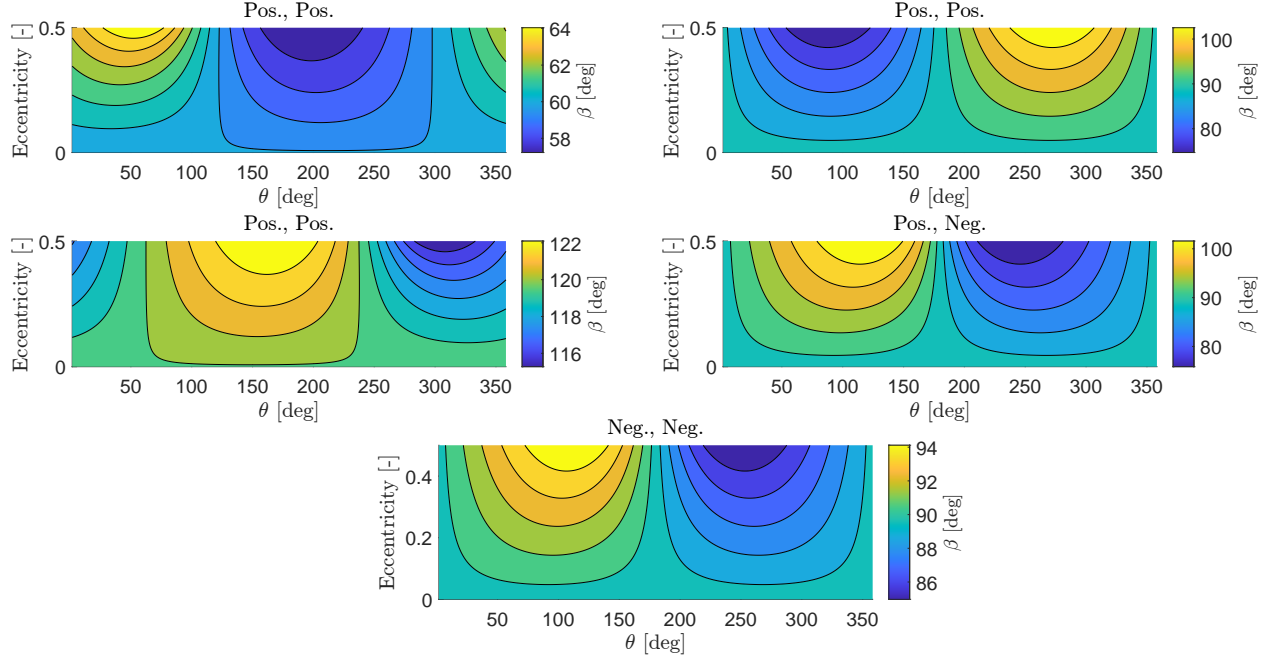 Pos., Pos.
Eccentricity [-]
0.5
0
50 100 150 200 250 300 350
θ [deg]
64
62
60
58
β [deg]
Pos., Pos.
Eccentricity [-]
0.5
0
50 100 150 200 250 300 350
θ [deg]
100
90
80
β [deg]
Pos., Pos.
Eccentricity [-]
0.5
0
50 100 150 200 250 300 350
θ [deg]
122
120
118
116
β [deg]
Pos., Neg.
Eccentricity [-]
0.5
0
50 100 150 200 250 300 350
θ [deg]
100
90
80
β [deg]
Neg., Neg.
Eccentricity [-]
0.4
0.2
0
50 100 150 200 250 300 350
θ [deg]
94
92
90
88
86
β [deg]